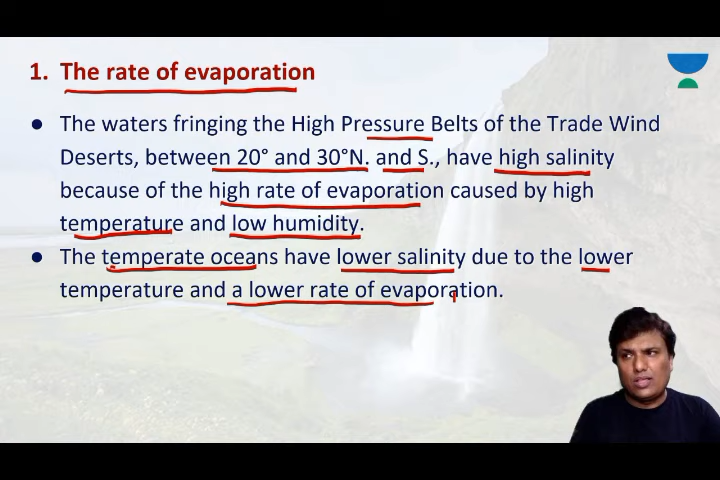 1. The rate of evaporation
● The waters fringing the High Pressure Belts of the Trade Wind
Deserts, between 20° and 30°N. and S., have high salinity
because of the high rate of evaporation caused by high
temperature and low humidity.
● The temperate oceans have lower salinity due to the lower
temperature and a lower rate of evaporation.